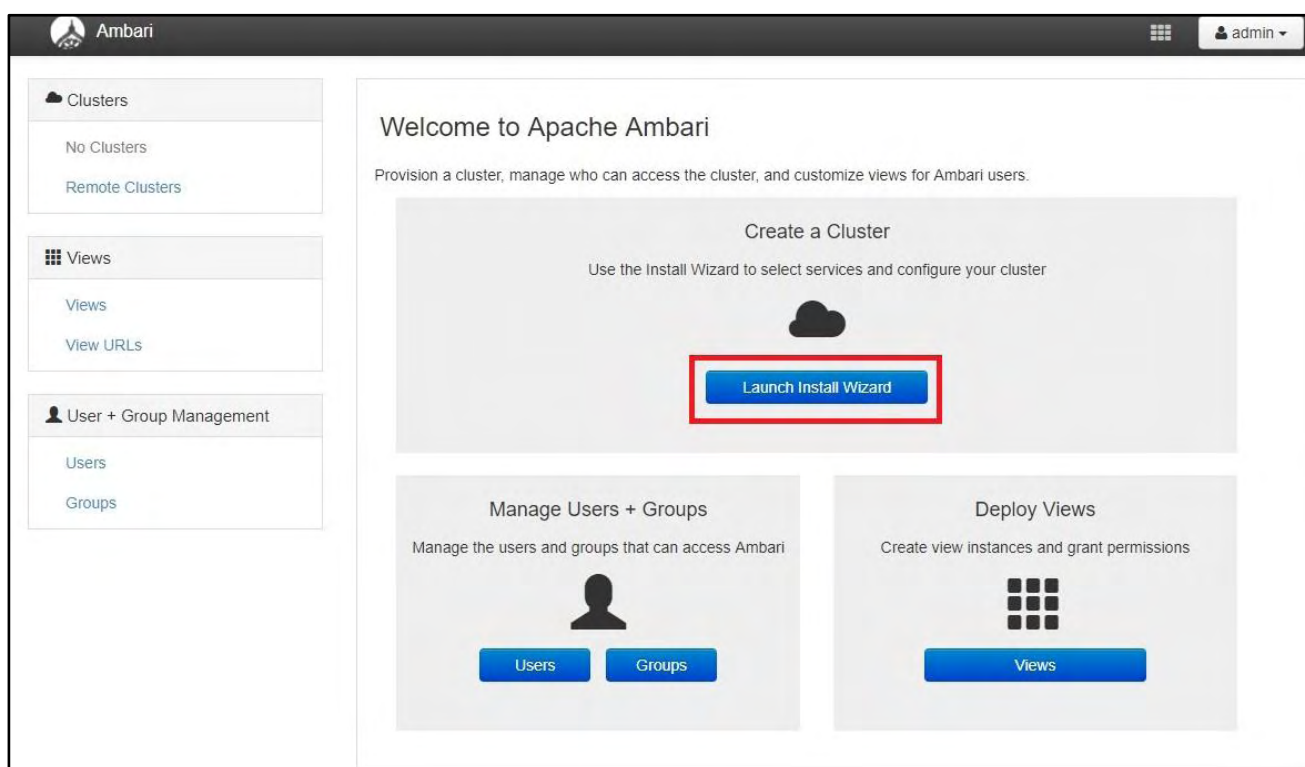 Ambari
admin
Clusters
No Clusters
Remote Clusters
Views
Views
View URLs
User + Group Management
Users
Groups
Welcome to Apache Ambari
Provision a cluster, manage who can access the cluster, and customize views for Ambari users.
Create a Cluster
Use the Install Wizard to select services and configure your cluster
Launch Install Wizard
Manage Users + Groups
Manage the users and groups that can access Ambari
Users Groups
Deploy Views
Create view instances and grant permissions
Views